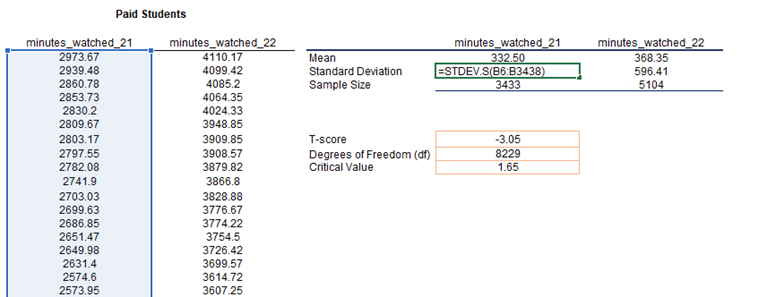 Paid Students
minutes_watched_21 minutes_watched_22 minutes_watched_21 minutes_watched_22
2973.67 4110.17 Mean 332.50 368.35
2939.48 4099.42 Standard Deviation =STDEV.S(B6:B3438) 596.41
2860.78 4085.2 Sample Size 3433 5104
2853.73 4064.35
2830.2 4024.33
2809.67 3948.85
2803.17 3909.85 T-score -3.05
2797.55 3908.57 Degrees of Freedom (df) 8229
2782.08 3879.82 Critical Value 1.65
2741.9 3866.8
2703.03 3828.88
2699.63 3776.67
2686.85 3774.22
2651.47 3754.5
2649.98 3726.42
2631.4 3699.57
2574.6 3614.72
2573.95 3607.25